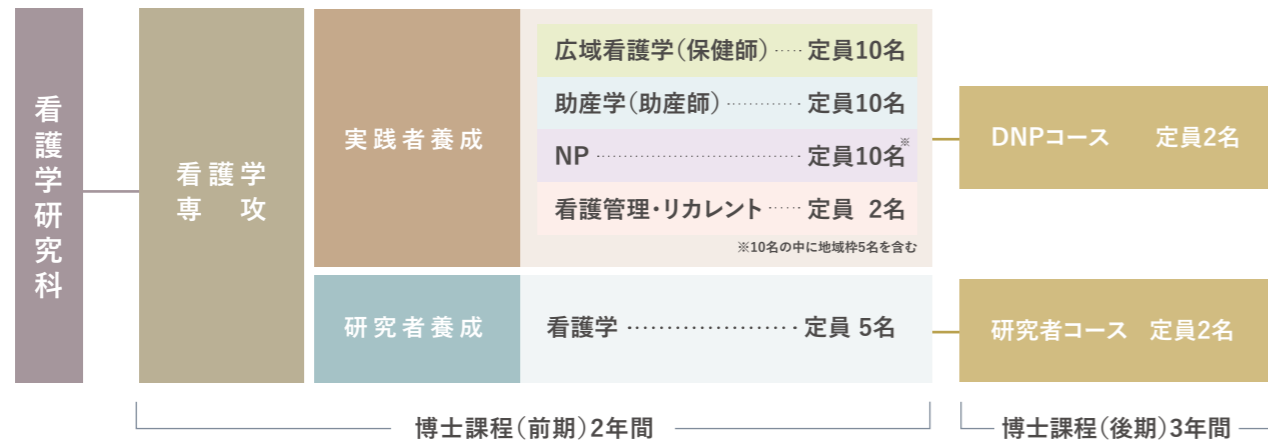 看護学研究科
看護学
専攻
実践者養成
広域看護学(保健師) ····· 定員10名
助産学(助産師) ············ 定員10名
NP ································· 定員10名※
看護管理・リカレント ······ 定員 2名
※10名の中に地域枠5名を含む
DNPコース 定員2名
研究者養成
看護学 ····················· 定員 5名
研究者コース 定員2名
博士課程(前期)2年間
博士課程(後期)3年間